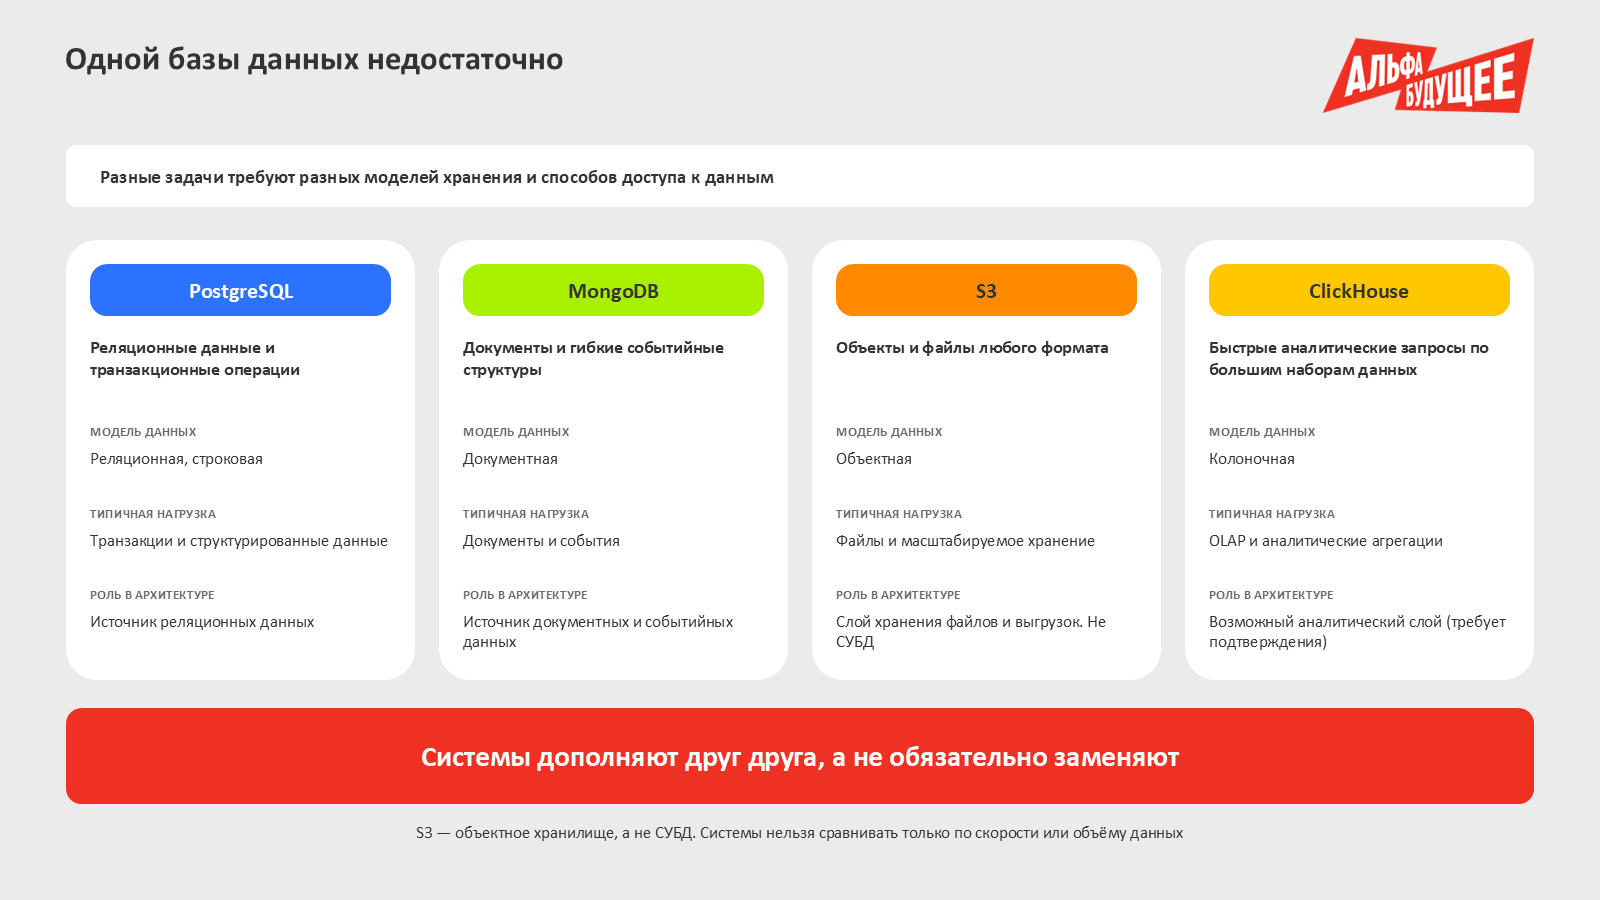 Одной базы данных недостаточно
АЛЬФА
БУДУЩЕЕ
Разные задачи требуют разных моделей хранения и способов доступа к данным
PostgreSQL
Реляционные данные и
транзакционные операции
МОДЕЛЬ ДАННЫХ
Реляционная, строковая
ТИПИЧНАЯ НАГРУЗКА
Транзакции и структурированные данные
РОЛЬ В АРХИТЕКТУРЕ
Источник реляционных данных
MongoDB
Документы и гибкие событийные
структуры
МОДЕЛЬ ДАННЫХ
Документная
ТИПИЧНАЯ НАГРУЗКА
Документы и события
РОЛЬ В АРХИТЕКТУРЕ
Источник документных и событийных
данных
S3
Объекты и файлы любого формата
МОДЕЛЬ ДАННЫХ
Объектная
ТИПИЧНАЯ НАГРУЗКА
Файлы и масштабируемое хранение
РОЛЬ В АРХИТЕКТУРЕ
Слой хранения файлов и выгрузок. Не
СУБД
ClickHouse
Быстрые аналитические запросы по
большим наборам данных
МОДЕЛЬ ДАННЫХ
Колоночная
ТИПИЧНАЯ НАГРУЗКА
OLAP и аналитические агрегации
РОЛЬ В АРХИТЕКТУРЕ
Возможный аналитический слой (требует
подтверждения)
Системы дополняют друг друга, а не обязательно заменяют
S3 — объектное хранилище, а не СУБД. Системы нельзя сравнивать только по скорости или объёму данных